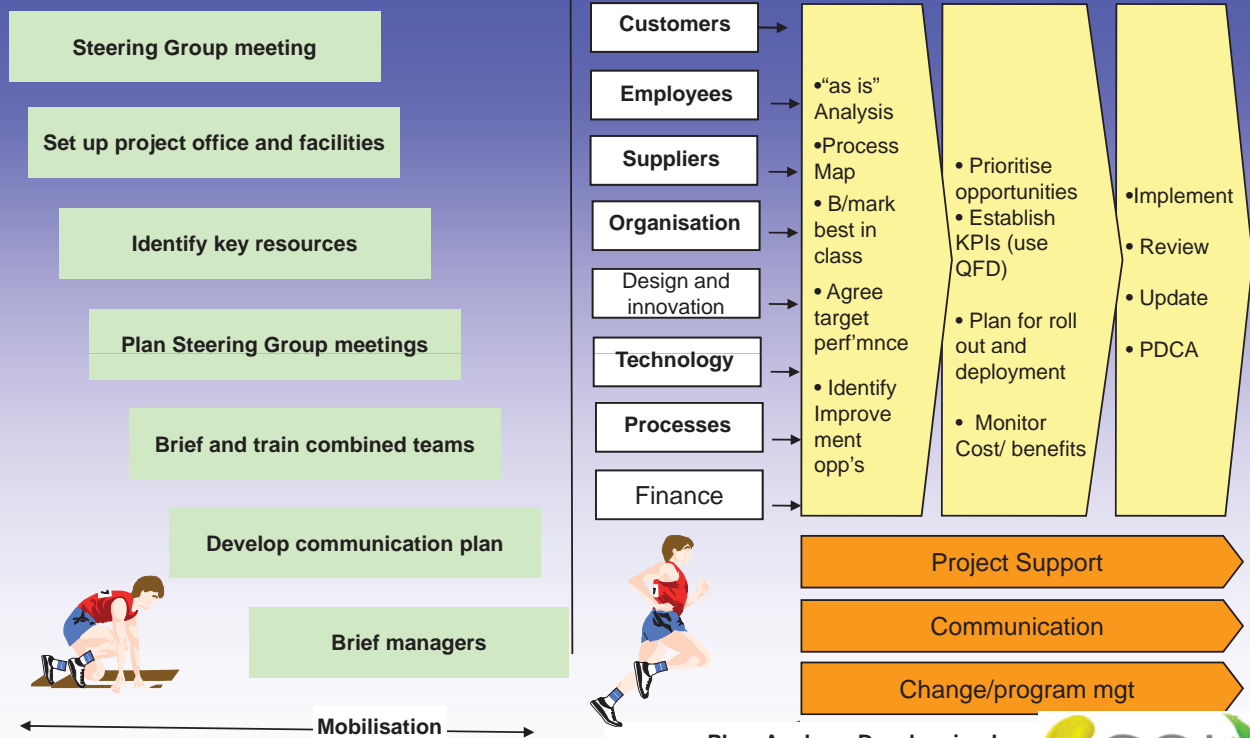 Steering Group meeting
Set up project office and facilities
Identify key resources
Plan Steering Group meetings
Brief and train combined teams
Develop communication plan
Brief managers
Mobilisation
Customers
Employees
Suppliers
Organisation
Design and
innovation
Technology
Processes
Finance
•“as is”
Analysis
•Process
Map
• B/mark
best in
class
• Agree
target
perf’mnce
• Identify
Improve
ment
opp’s
• Prioritise
opportunities
• Establish
KPIs (use
QFD)
• Plan for roll
out and
deployment
• Monitor
Cost/ benefits
•Implement
• Review
• Update
• PDCA
Project Support
Communication
Change/program mgt